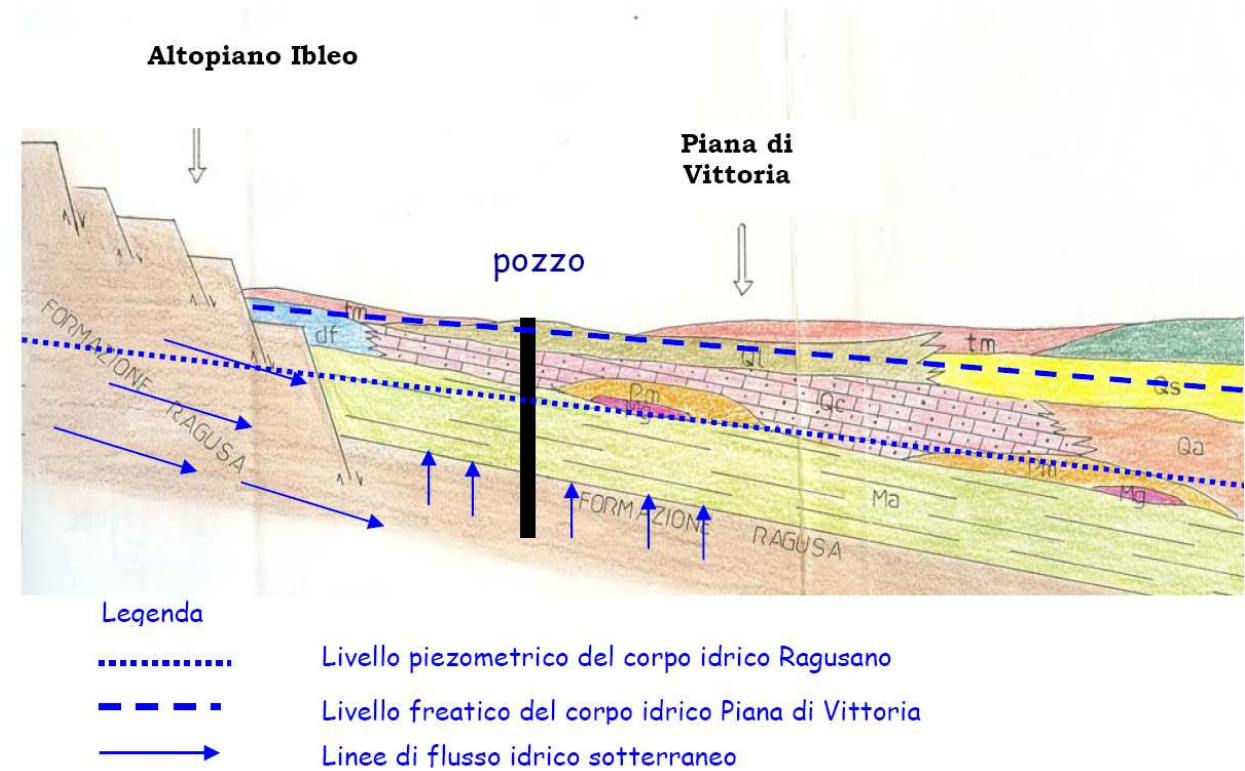 Altopiano Ibleo
Piana di
Vittoria
pozzo
FORMAZIONE RAGUSA
tm
df
Ql
tm
Qs
Pm
Qc
Qa
Ma
Mg
FORMAZIONE RAGUSA
Legenda
Livello piezometrico del corpo idrico Ragusano
Livello freatico del corpo idrico Piana di Vittoria
Linee di flusso idrico sotterraneo